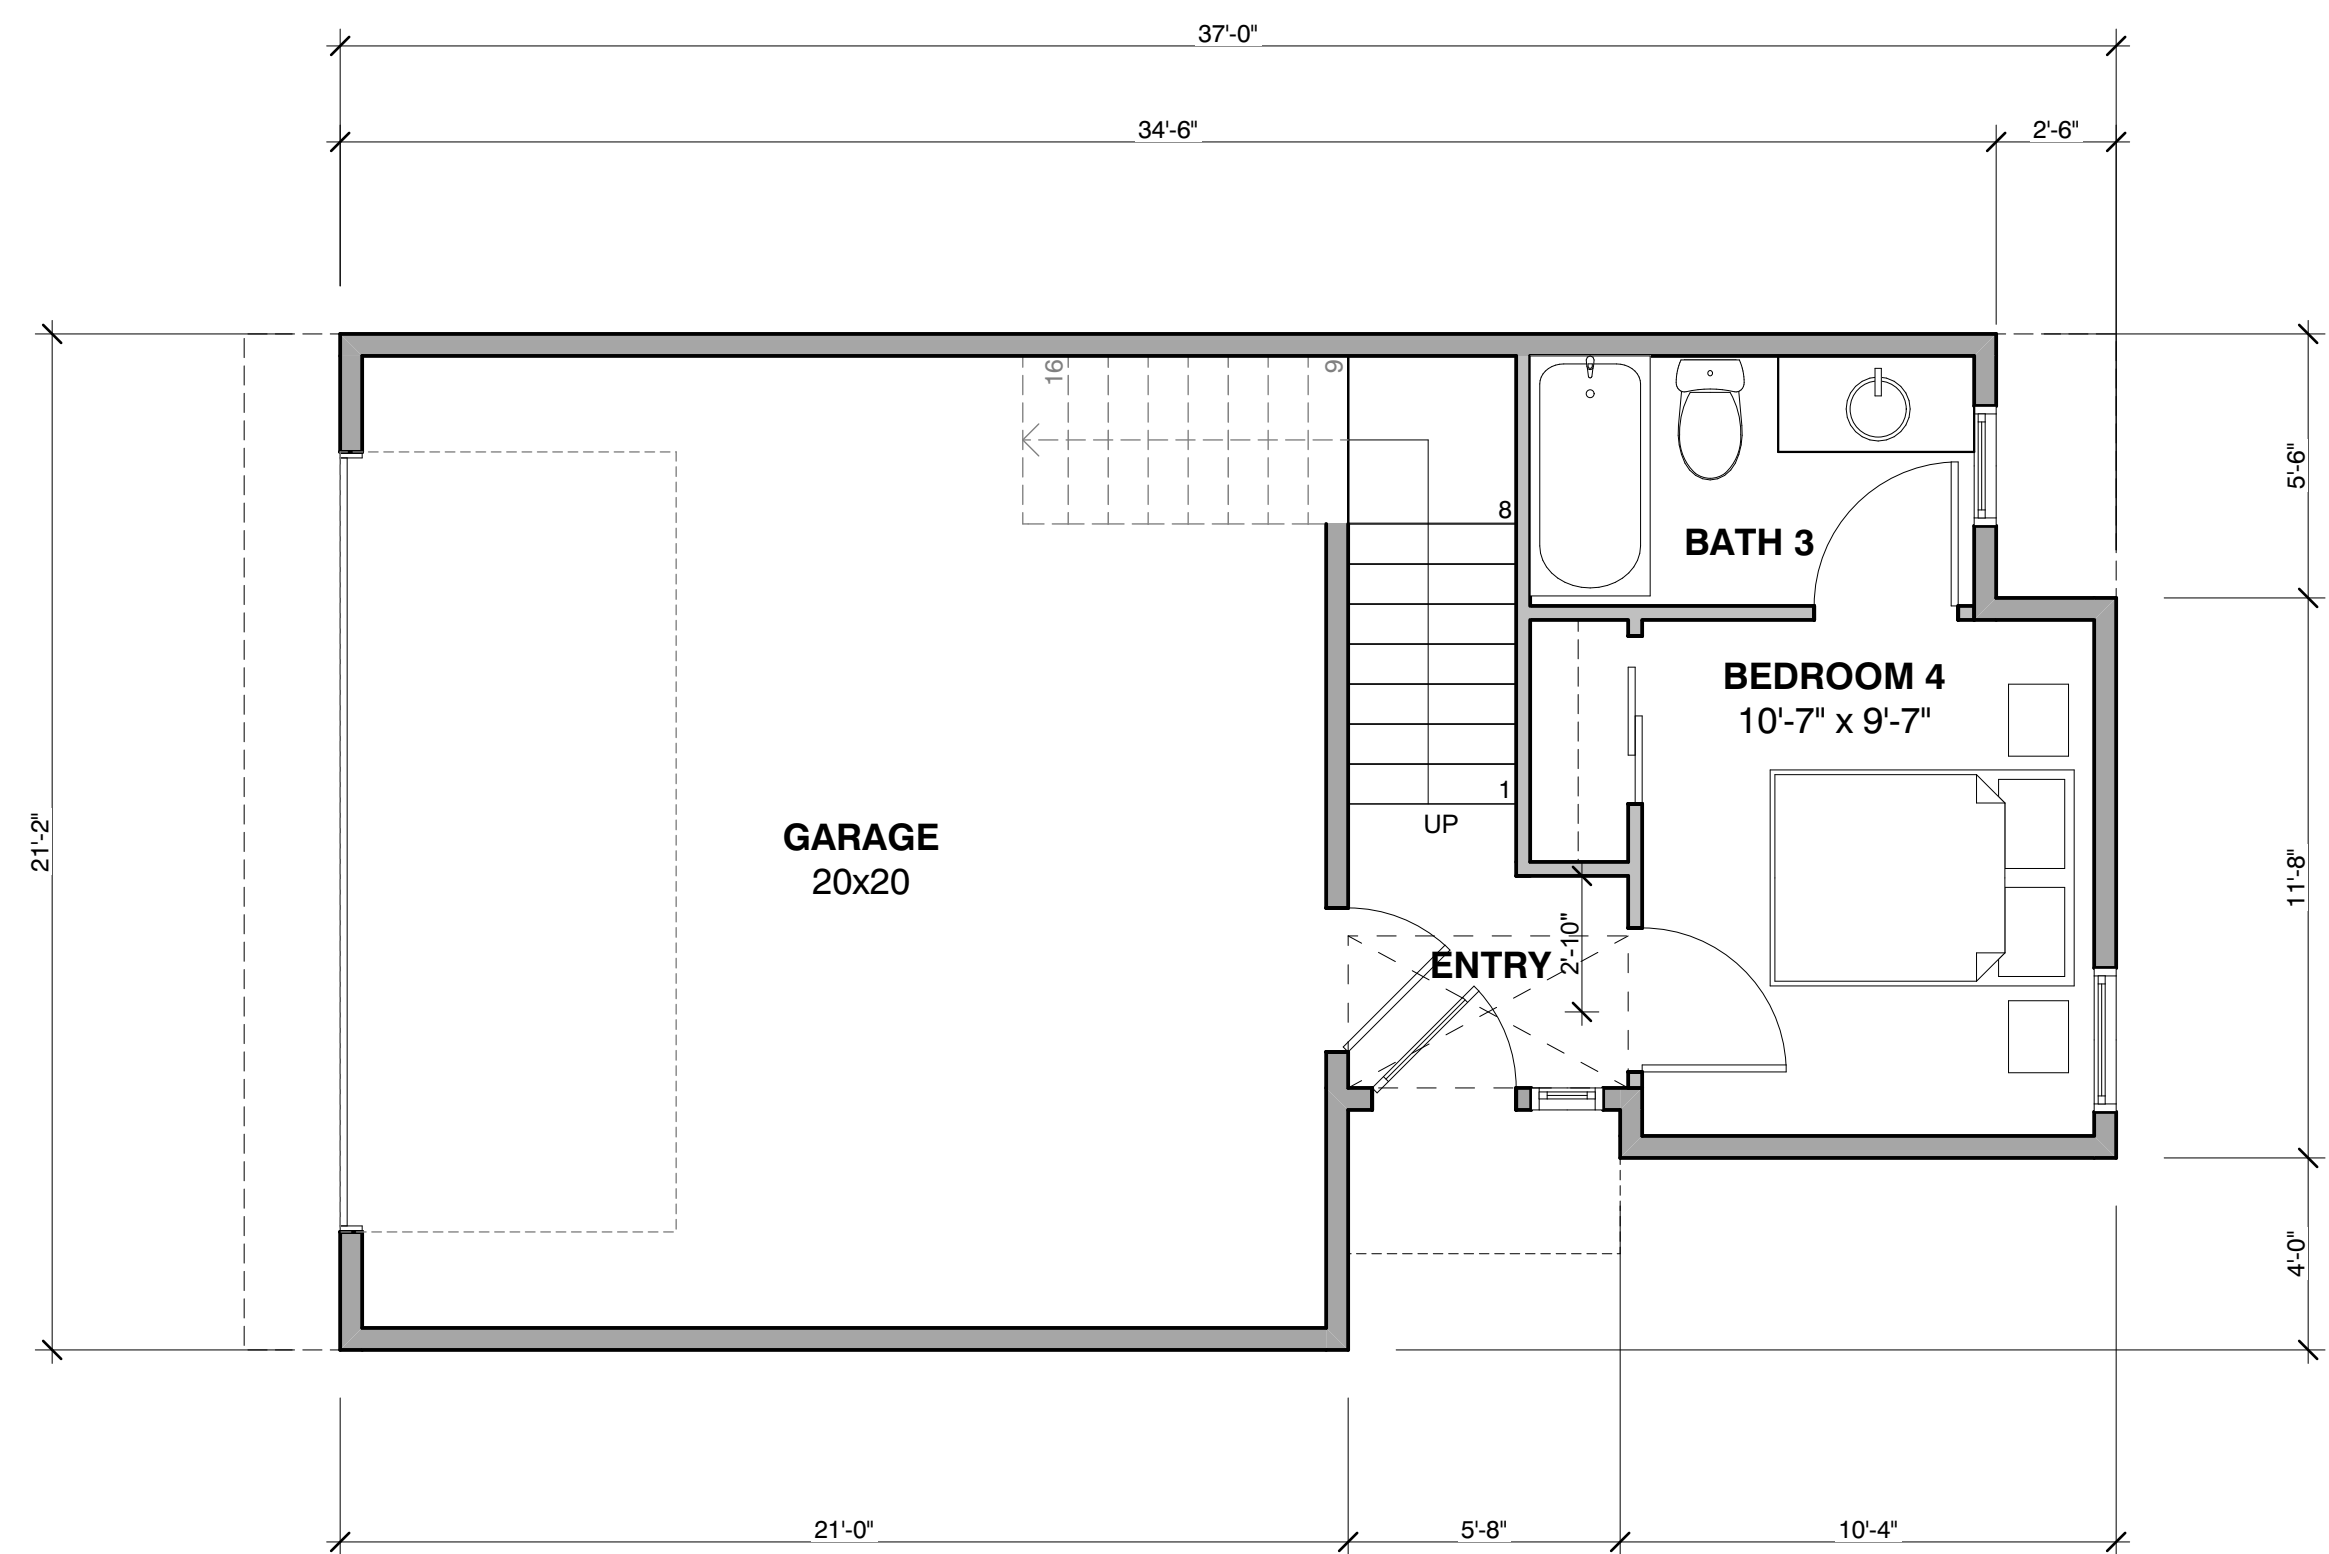 37'-0"
34'-6"
2'-6"
16
9
8
5'-6"
BATH 3
BEDROOM 4
10'-7" x 9'-7"
1
UP
GARAGE
20x20
21'-2"
11'-8"
2'-10"
ENTRY
4'-0"
21'-0"
5'-8"
10'-4"